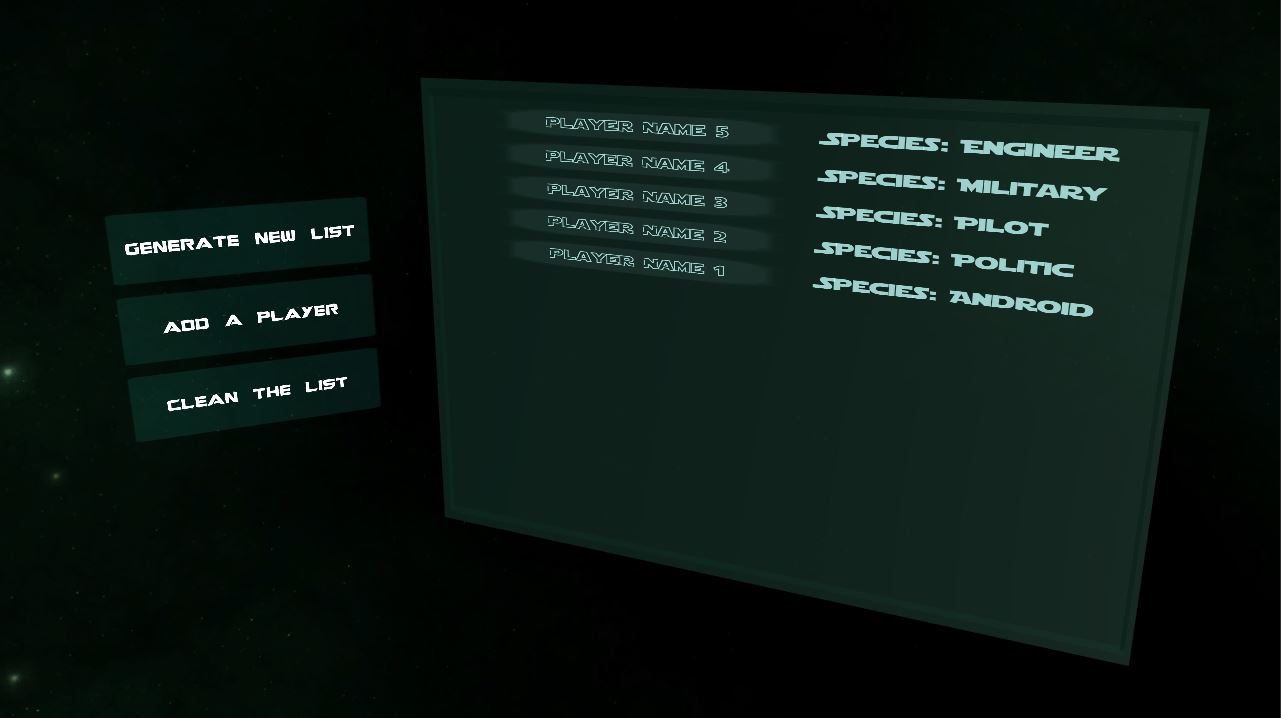 GENERATE NEW LIST
ADD A PLAYER
CLEAN THE LIST
PLAYER NAME 5 SPECIES: ENGINEER
PLAYER NAME 4 SPECIES: MILITARY
PLAYER NAME 3 SPECIES: PILOT
PLAYER NAME 2 SPECIES: POLITIC
PLAYER NAME 1 SPECIES: ANDROID